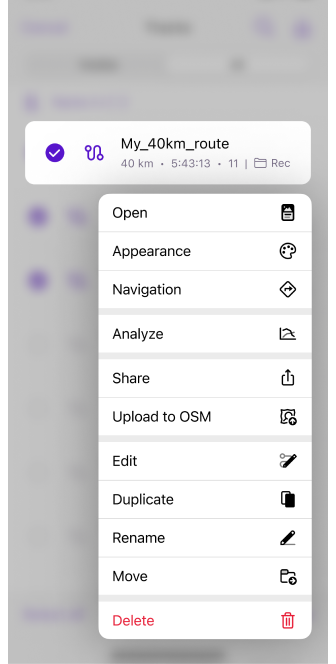 My_40km_route
40 km • 5:43:13 • 11 | Rec
Open
Appearance
Navigation
Analyze
Share
Upload to OSM
Edit
Duplicate
Rename
Move
Delete